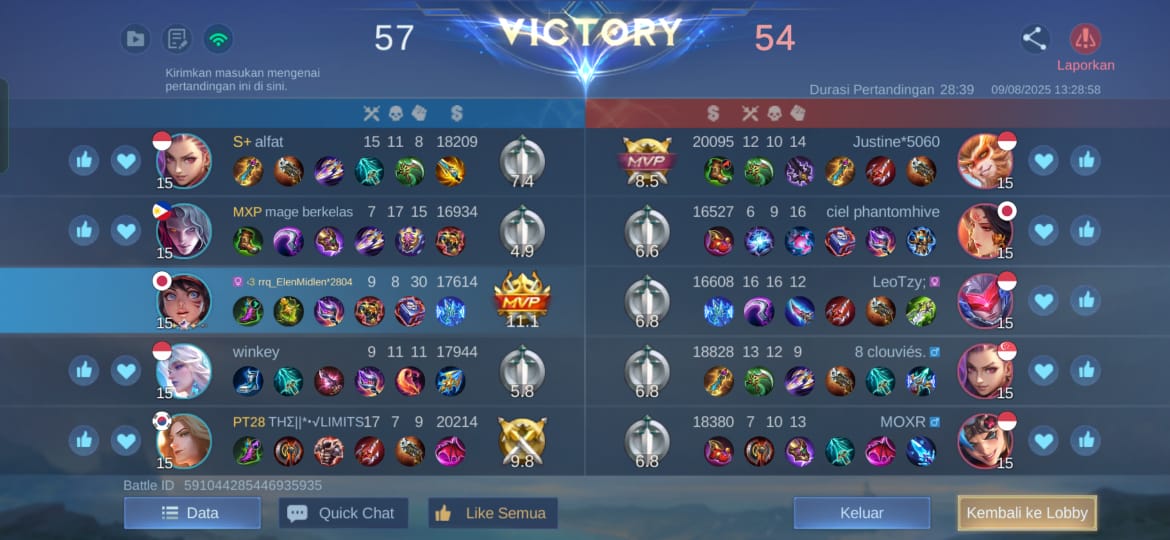 57 VICTORY 54
Kirimkan masukan mengenai
pertandingan ini di sini.
Laporkan
Durasi Pertandingan 28:39 09/08/2025 13:28:58
S+ alfat 15 11 8 18209
15 7.4
MVP 8.5
20095 12 10 14 Justine*5060
15
MXP mage berkelas 7 17 15 16934
15 4.9
6.6
16527 6 9 16 ciel phantomhive
15
‹3 rrq_ElenMidlen*2804 9 8 30 17614
15 MVP 11.1
6.8
16608 16 16 12 LeoTzy;
15
winkey 9 11 11 17944
15 5.8
6.8
18828 13 12 9 8 clouviés.
15
PT28 THΣ||*•√LIMITS 17 7 9 20214
15 9.8
6.8
18380 7 10 13 MOXR
15
Battle ID 591044285446935935
Data Quick Chat Like Semua Keluar Kembali ke Lobby